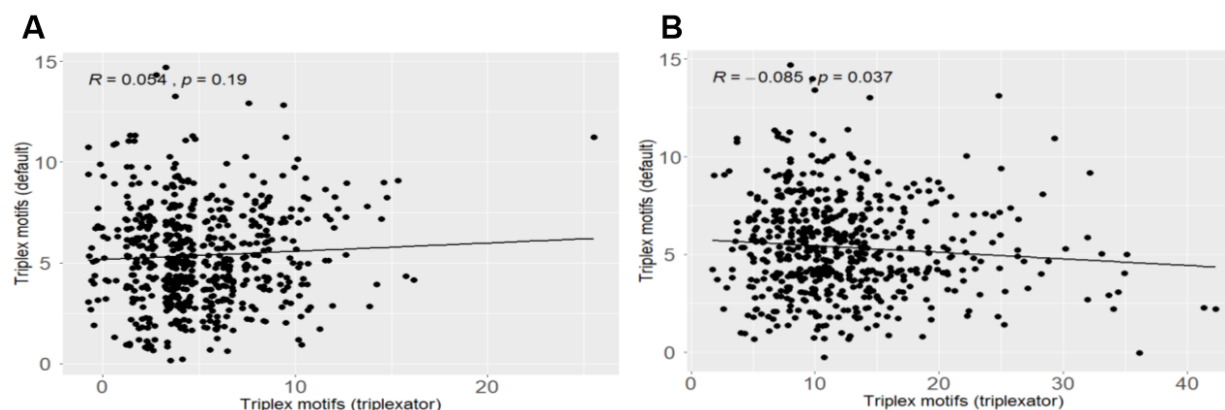 A
R = 0.054 , p = 0.19
Triplex motifs (default)
15
10
5
0
0 10 20
Triplex motifs (triplexator)
B
R = −0.085 , p = 0.037
Triplex motifs (default)
15
10
5
0
0 10 20 30 40
Triplex motifs (triplexator)